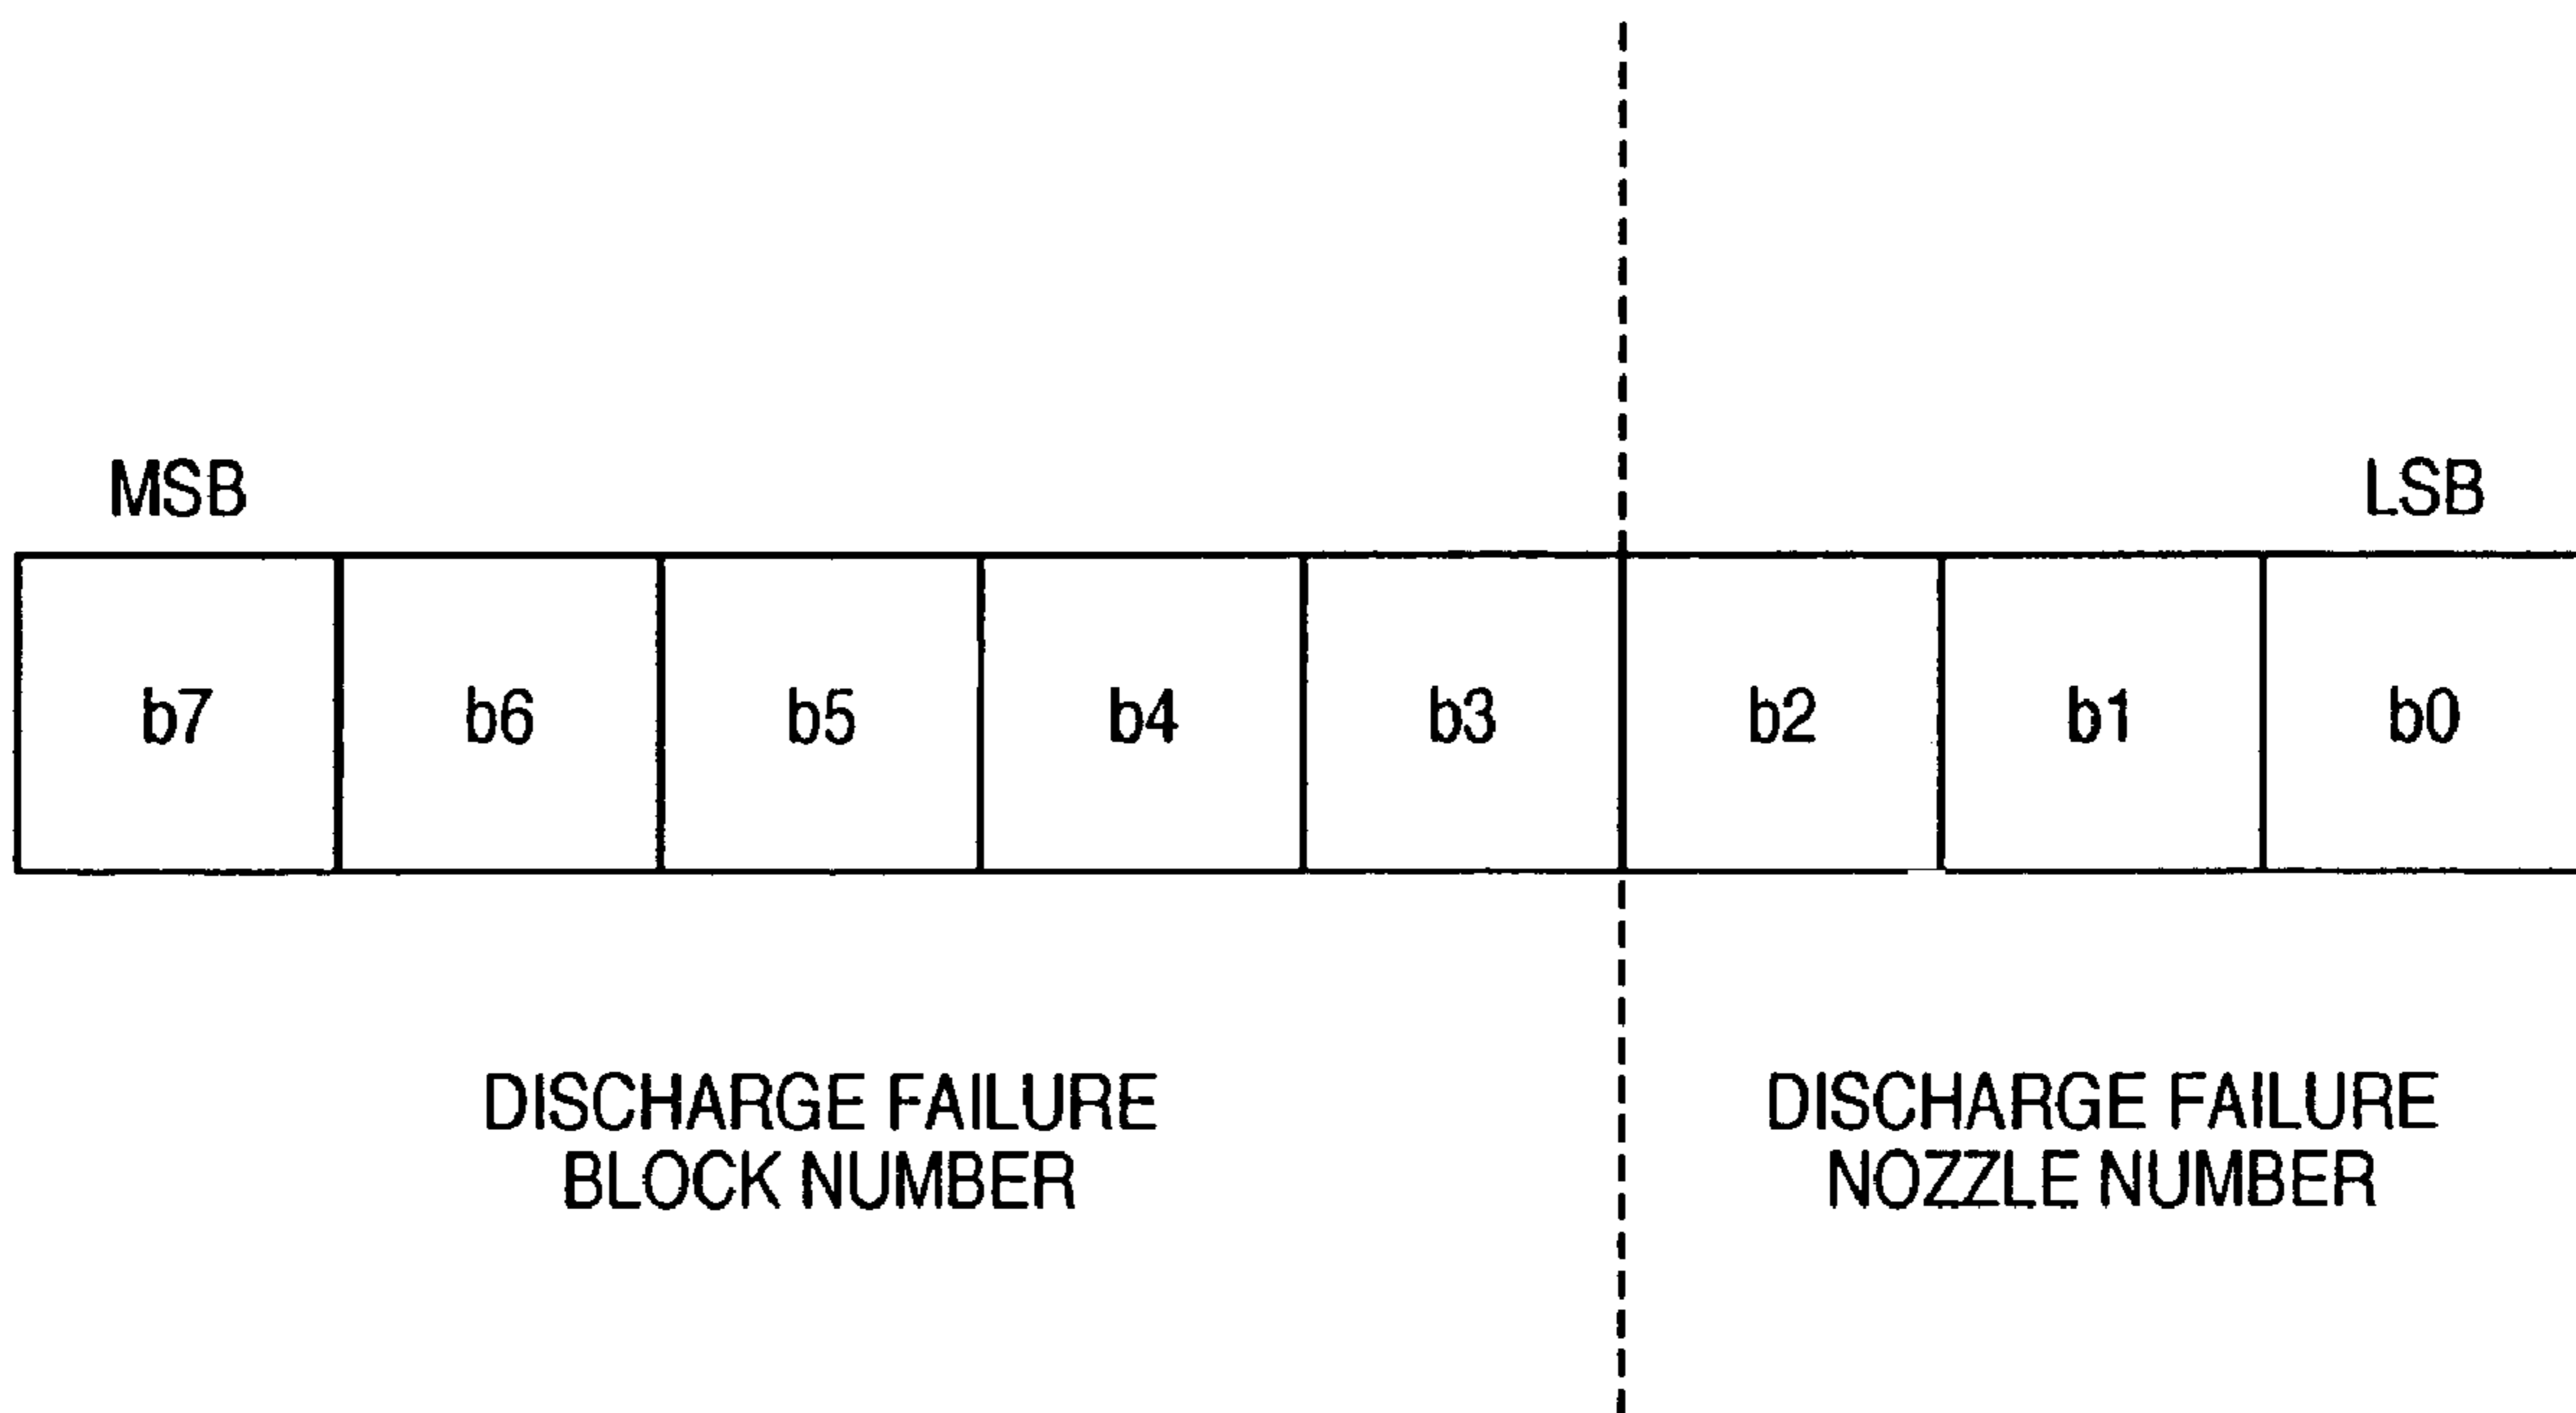 MSB LSB
b7 b6 b5 b4 b3 b2 b1 b0
DISCHARGE FAILURE
BLOCK NUMBER
DISCHARGE FAILURE
NOZZLE NUMBER